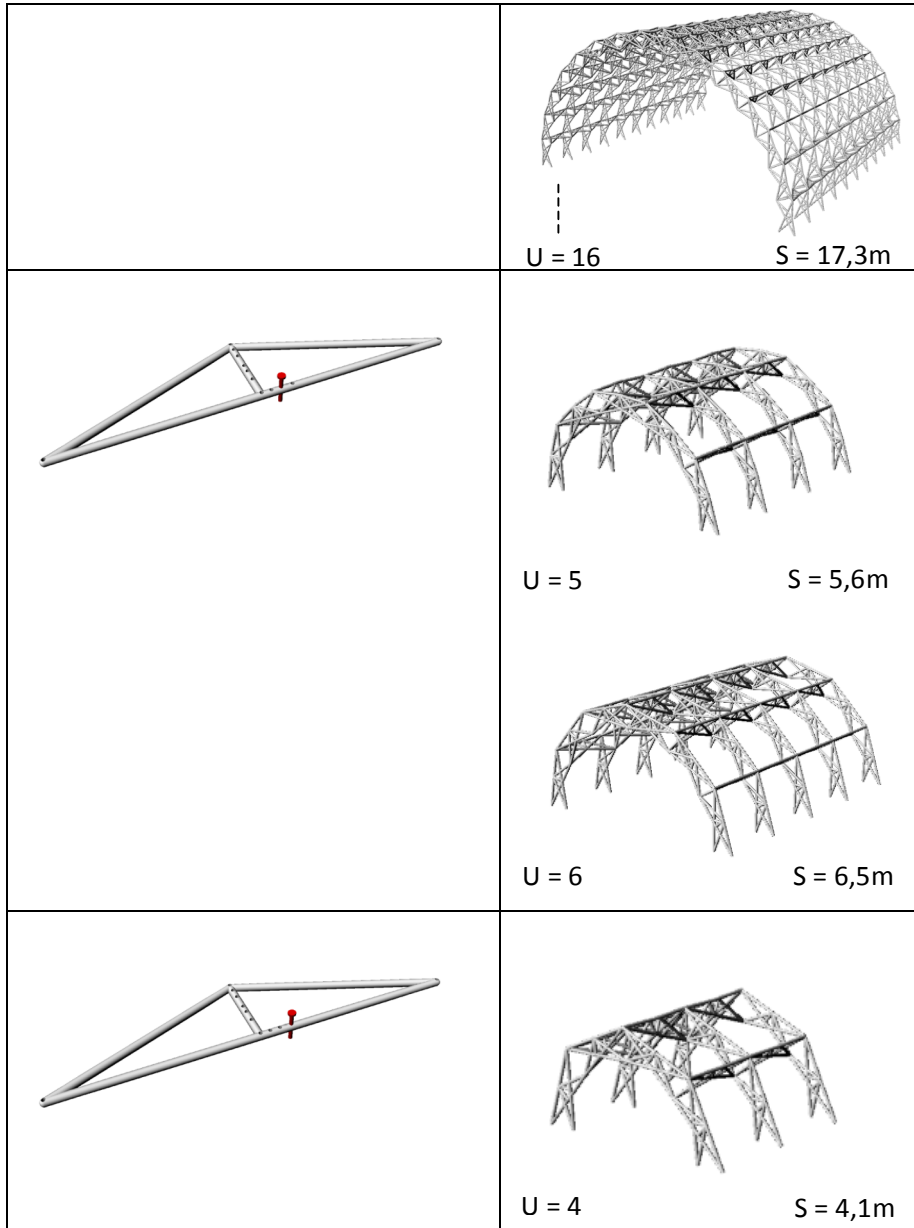 U = 16 S = 17,3m
U = 5 S = 5,6m
U = 6 S = 6,5m
U = 4 S = 4,1m